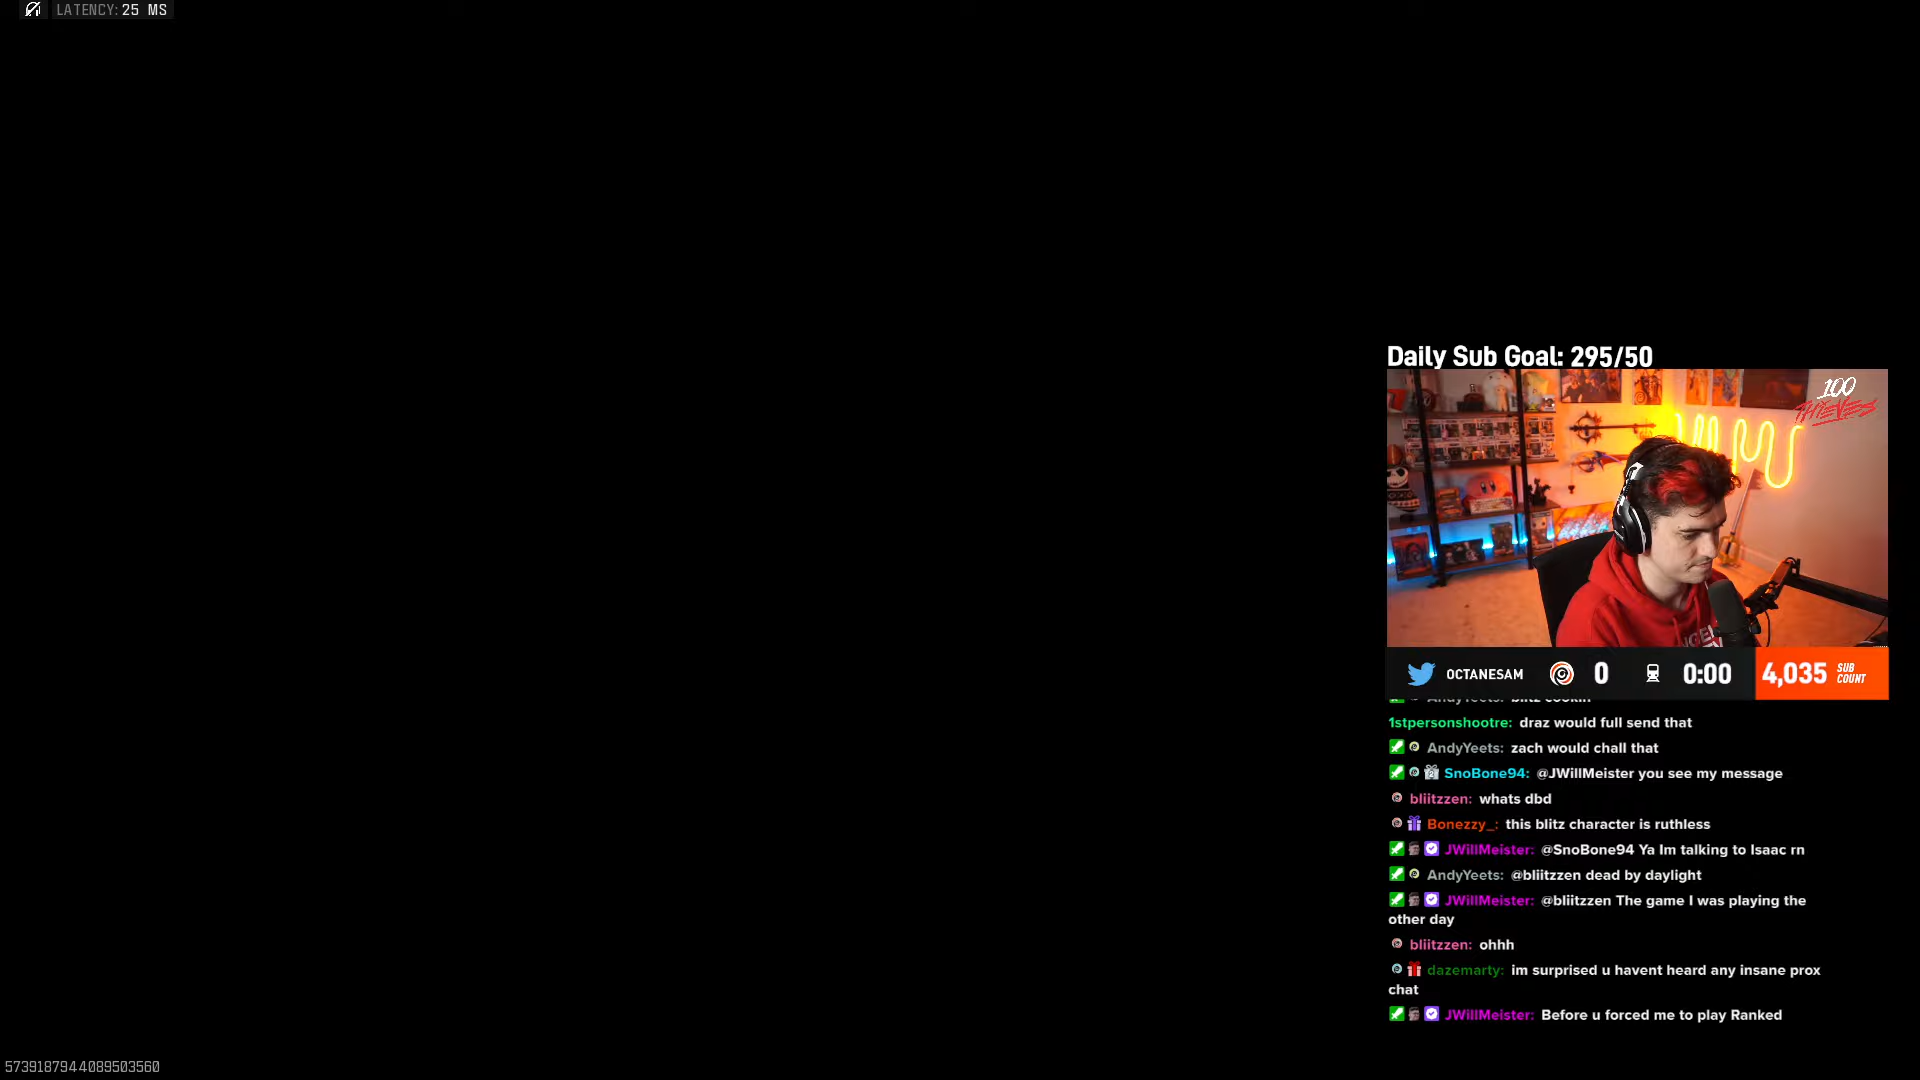 LATENCY: 25 MS
Daily Sub Goal: 295/50
100
THIEVES
OCTANESAM 0 0:00 4,035 SUB
COUNT
AndyYeets: blitz cookin
1stpersonshootre: draz would full send that
AndyYeets: zach would chall that
SnoBone94: @JWillMeister you see my message
bliitzzen: whats dbd
Bonezzy_: this blitz character is ruthless
JWillMeister: @SnoBone94 Ya Im talking to Isaac rn
AndyYeets: @bliitzzen dead by daylight
JWillMeister: @bliitzzen The game I was playing the
other day
bliitzzen: ohhh
dazemarty: im surprised u havent heard any insane prox
chat
JWillMeister: Before u forced me to play Ranked
5739187944089503560